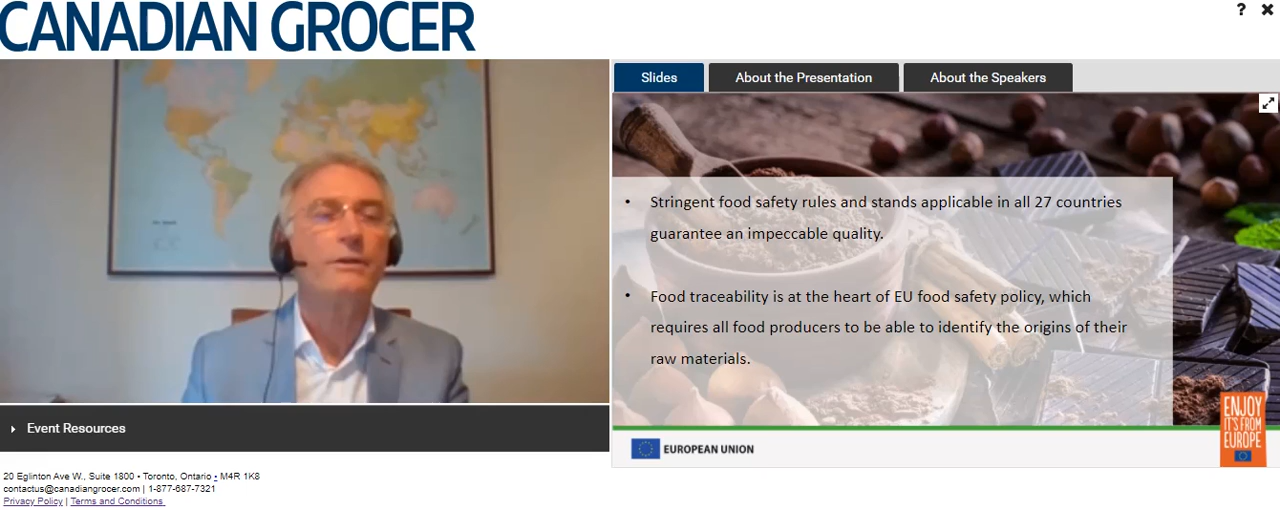 CANADIAN GROCER
?
Slides
About the Presentation
About the Speakers
• Stringent food safety rules and stands applicable in all 27 countries
guarantee an impeccable quality.
• Food traceability is at the heart of EU food safety policy, which
requires all food producers to be able to identify the origins of their
raw materials.
EUROPEAN UNION
ENJOY
IT'S FROM
EUROPE
Event Resources
20 Eglinton Ave W., Suite 1800 • Toronto, Ontario • M4R 1K8
contactus@canadiangrocer.com | 1-877-687-7321
Privacy Policy | Terms and Conditions